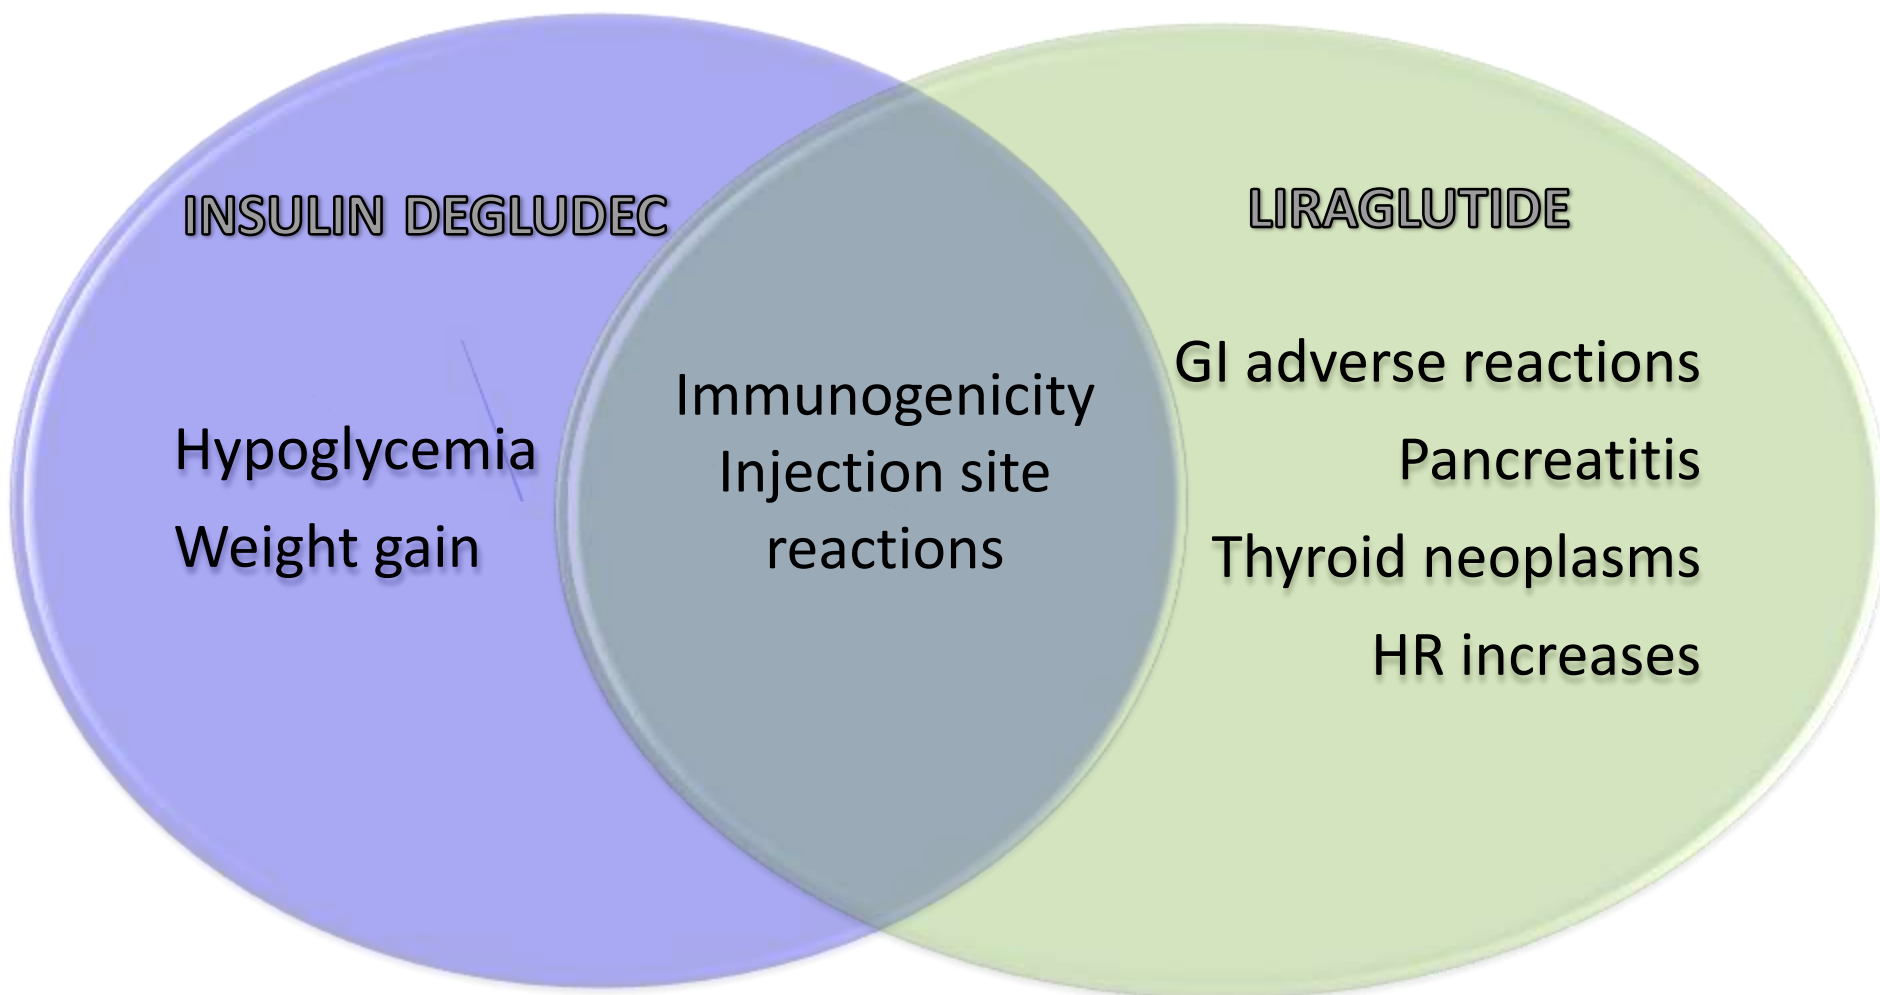 INSULIN DEGLUDEC
Hypoglycemia
Weight gain
Immunogenicity
Injection site
reactions
LIRAGLUTIDE
GI adverse reactions
Pancreatitis
Thyroid neoplasms
HR increases